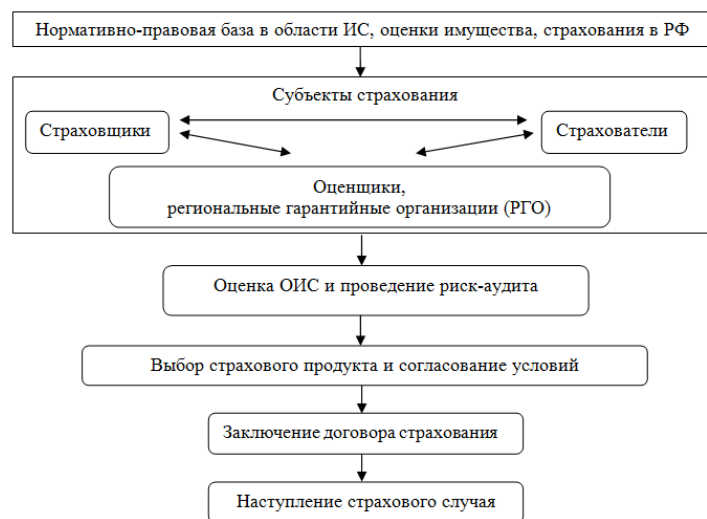 Нормативно-правовая база в области ИС, оценки имущества, страхования в РФ
Субъекты страхования
Страховщики
Страхователи
Оценщики,
региональные гарантийные организации (РГО)
Оценка ОИС и проведение риск-аудита
Выбор страхового продукта и согласование условий
Заключение договора страхования
Наступление страхового случая